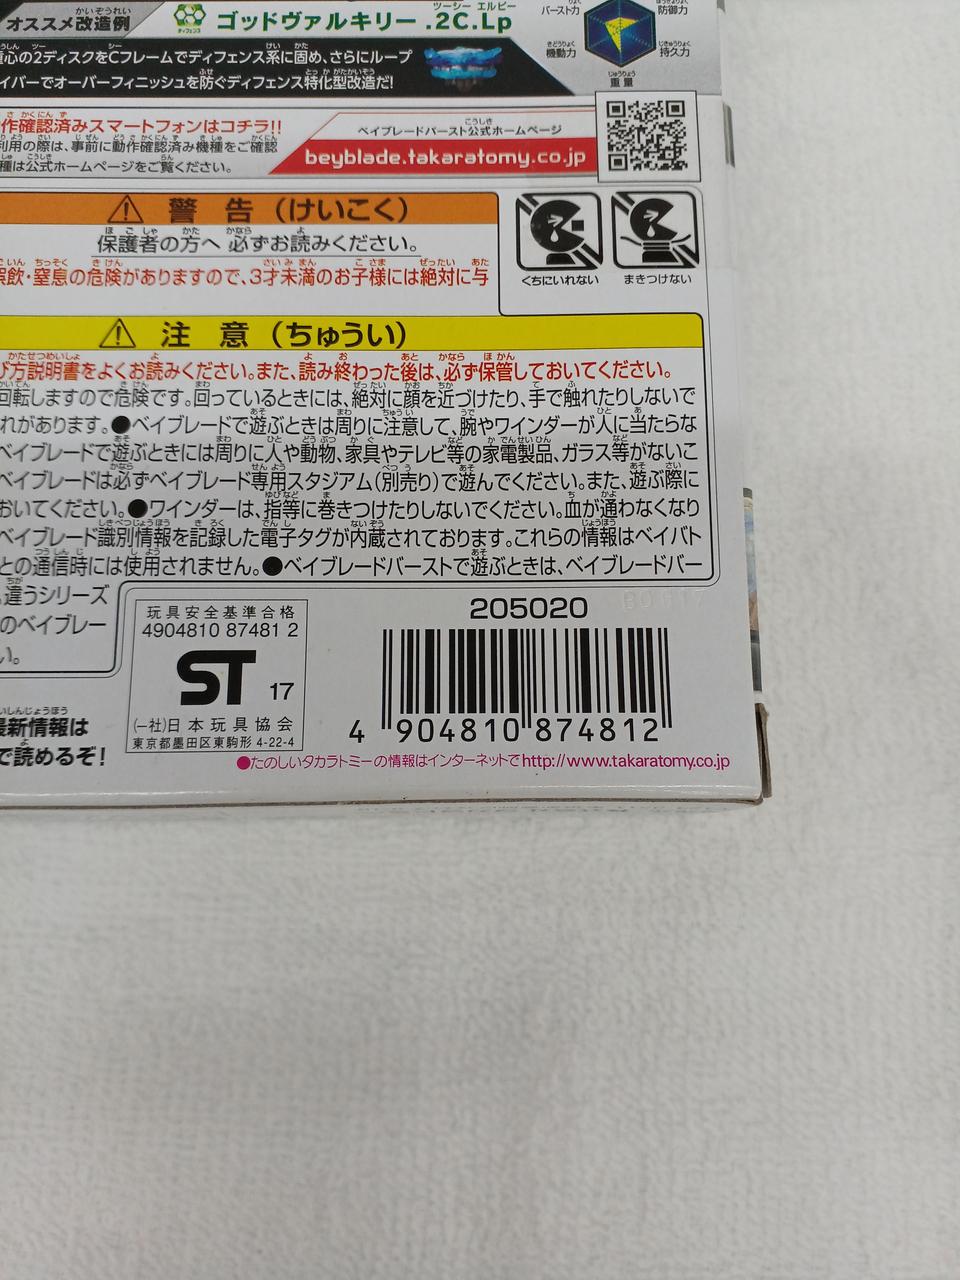 オススメ改造例
ゴッドヴァルキリー .2C.Lp
ディフェンス
バースト力
防御力
機動力
持久力
重量
心の2ディスクをCフレームでディフェンス系に固め、さらにループ
イバーでオーバーフィニッシュを防ぐディフェンス特化型改造だ!
作確認済みスマートフォンはコチラ!!
利用の際は、事前に動作確認済み機種をご確認
種は公式ホームページをご覧ください。
ベイブレードバースト公式ホームページ
beyblade.takaratomy.co.jp
警告(けいこく)
保護者の方へ 必ずお読みください。
誤飲・窒息の危険がありますので、3才未満のお子様には絶対に与
くちにいれない
まきつけない
注意(ちゅうい)
び方説明書をよくお読みください。また、読み終わった後は、必ず保管しておいてください。
回転しますので危険です。回っているときには、絶対に顔を近づけたり、手で触れたりしないで
れがあります。●ベイブレードで遊ぶときは周りに注意して、腕やワインダーが人に当たらな
ベイブレードで遊ぶときには周りに人や動物、家具やテレビ等の家電製品、ガラス等がないこ
ベイブレードは必ずベイブレード専用スタジアム(別売り)で遊んでください。また、遊ぶ際に
おいてください。●ワインダーは、指等に巻きつけたりしないでください。血が通わなくなり
ベイブレード識別情報を記録した電子タグが内蔵されております。これらの情報はベイバト
との通信時には使用されません。●ベイブレードバーストで遊ぶときは、ベイブレードバー
違うシリーズ
のベイブレー
い。
玩具安全基準合格
4904810 87481 2
ST 17
(一社)日本玩具協会
東京都墨田区東駒形 4-22-4
205020
4 904810 874812
最新情報は
で読めるぞ!
●たのしいタカラトミーの情報はインターネットで http://www.takaratomy.co.jp